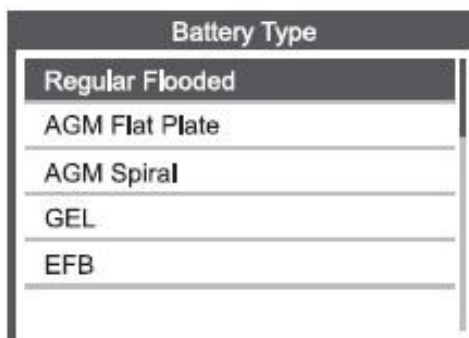 Battery Type
Regular Flooded
AGM Flat Plate
AGM Spiral
GEL
EFB